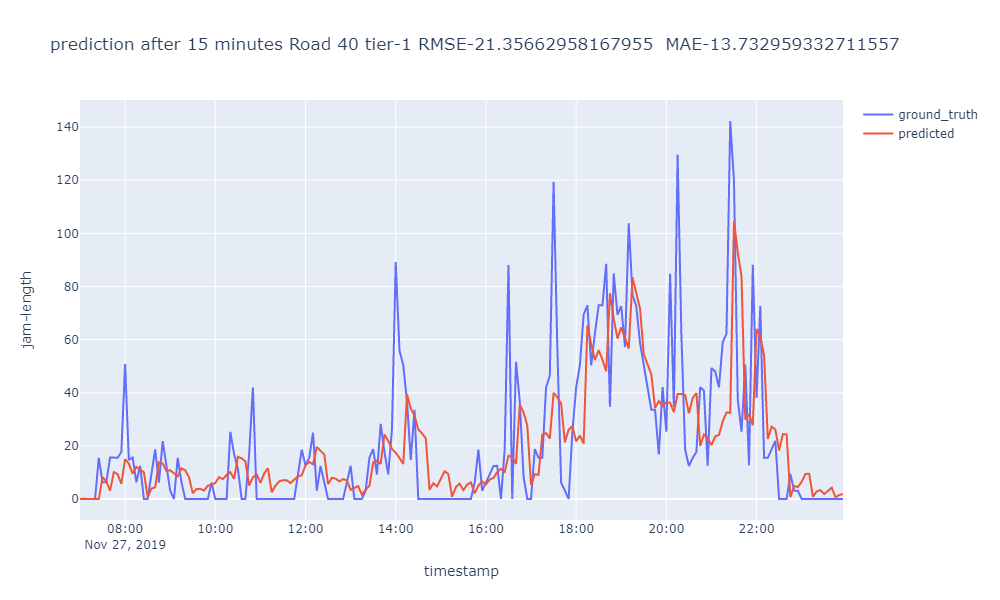 prediction after 15 minutes Road 40 tier-1 RMSE-21.35662958167955  MAE-13.732959332711557
ground_truth
predicted
jam-length
140
120
100
80
60
40
20
0
08:00 10:00 12:00 14:00 16:00 18:00 20:00 22:00
Nov 27, 2019
timestamp